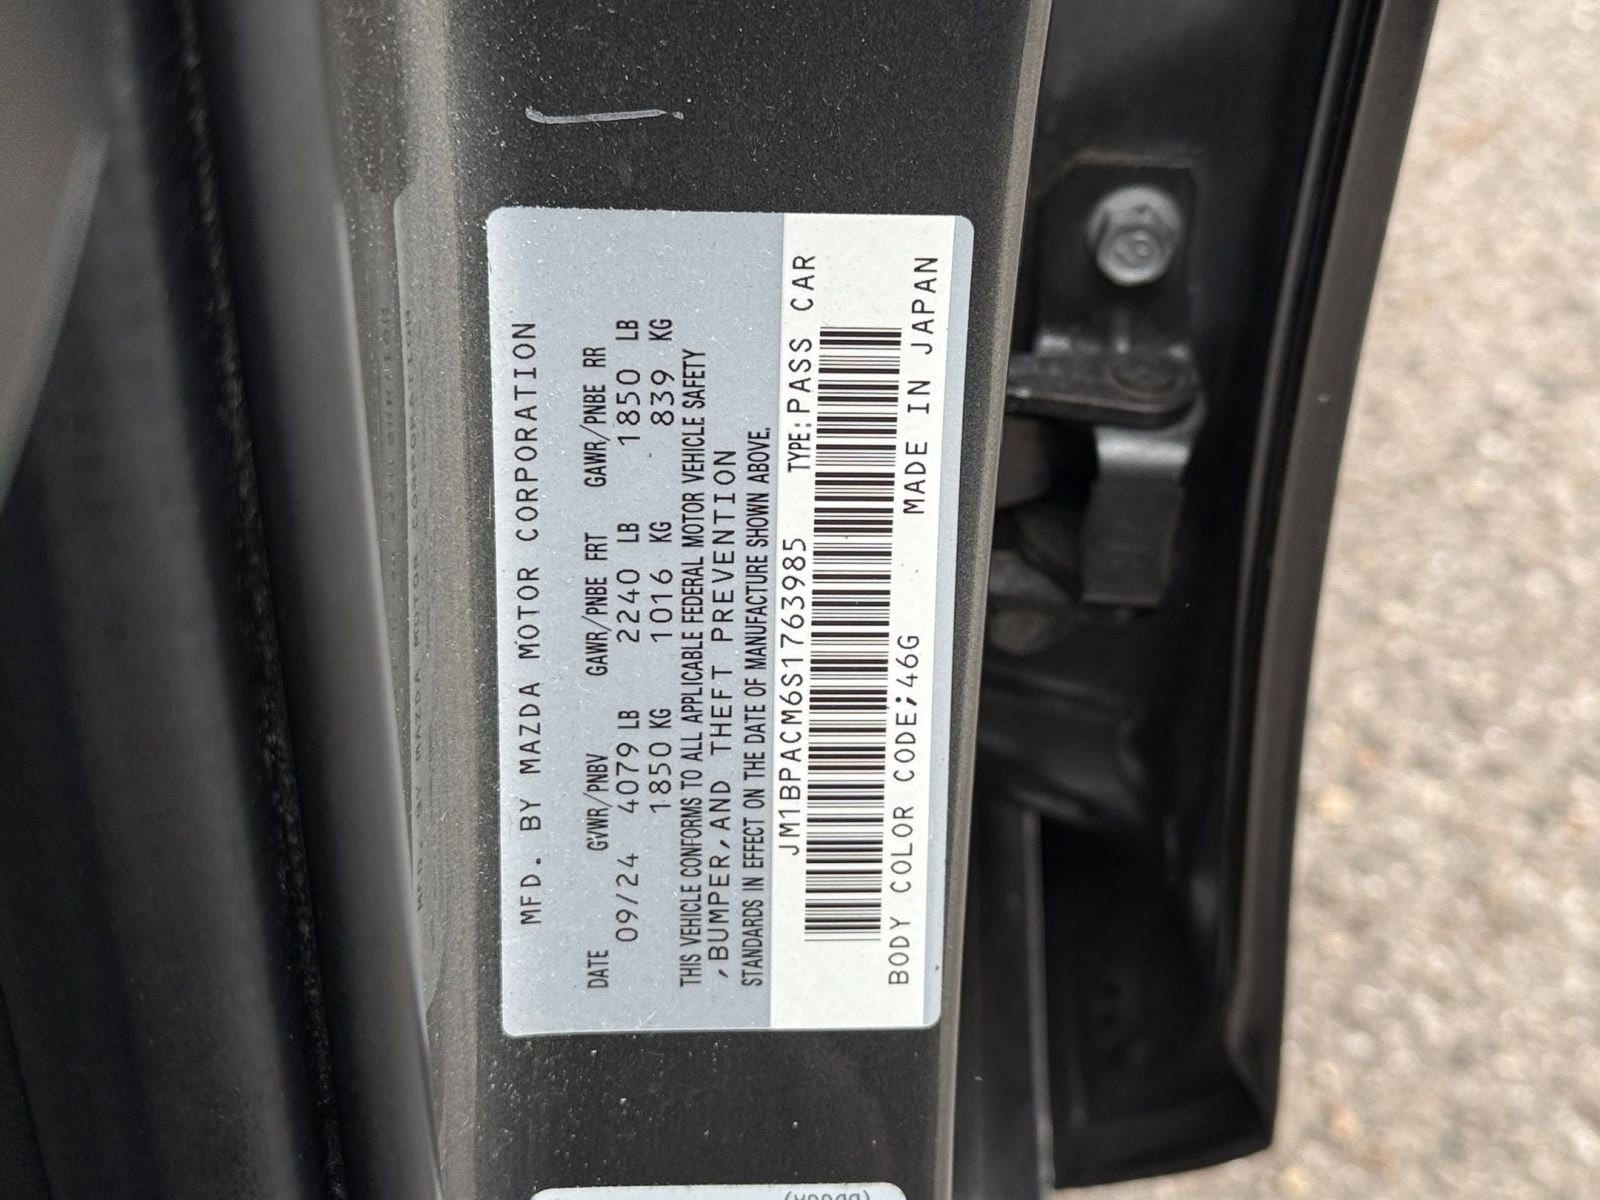 MFD. BY MAZDA MOTOR CORPORATION
DATE GVWR/PNBV GAWR/PNBE FRT GAWR/PNBE RR
09/24 4079 LB 2240 LB 1850 LB
1850 KG 1016 KG 839 KG
THIS VEHICLE CONFORMS TO ALL APPLICABLE FEDERAL MOTOR VEHICLE SAFETY
,BUMPER,AND THEFT PREVENTION
STANDARDS IN EFFECT ON THE DATE OF MANUFACTURE SHOWN ABOVE.
JM1BPACM6S1763985 TYPE:PASS CAR
MADE IN JAPAN
BODY COLOR CODE;46G